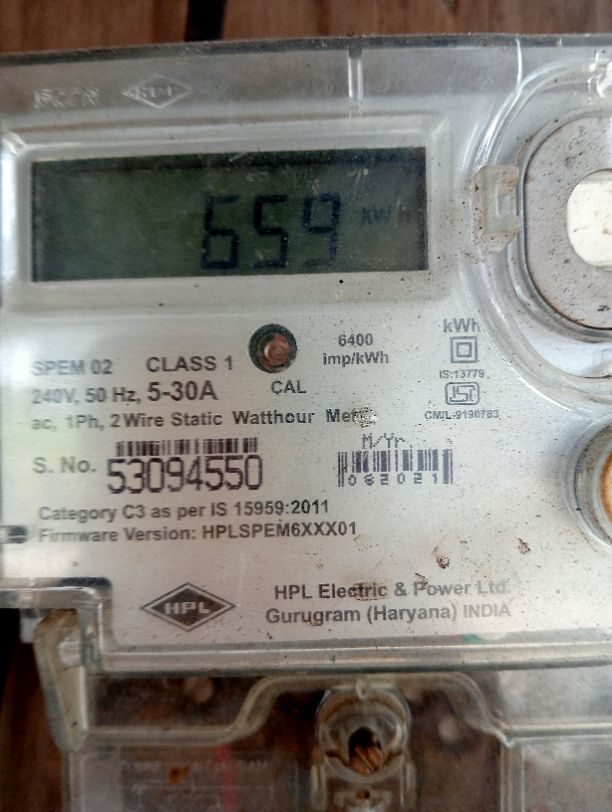 HPL
659 kWh
6400
imp/kWh
kWh
SPEM 02 CLASS 1
IS:13779
240V, 50 Hz, 5-30A
CAL
CM/L-9190783
ac, 1Ph, 2 Wire Static Watthour Meter
M/Yr.
S. No. 53094550
062021
Category C3 as per IS 15959:2011
Firmware Version: HPLSPEM6XXX01
HPL
HPL Electric & Power Ltd.
Gurugram (Haryana) INDIA